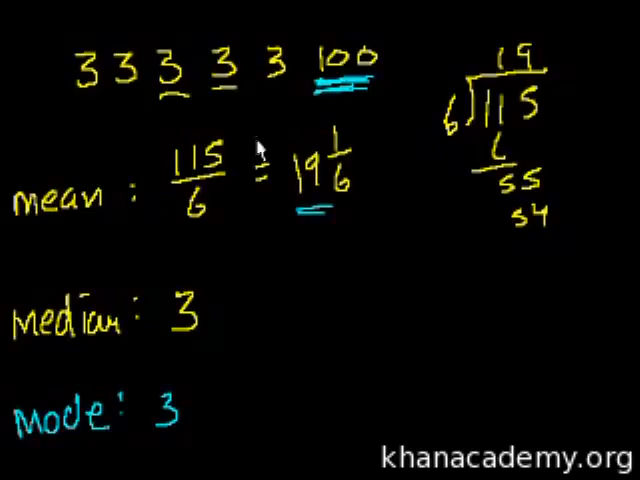 3 3 3 3 3 100
19
6)115
6
55
54
mean: 115/6 = 19 1/6
Median: 3
Mode: 3
khanacademy.org